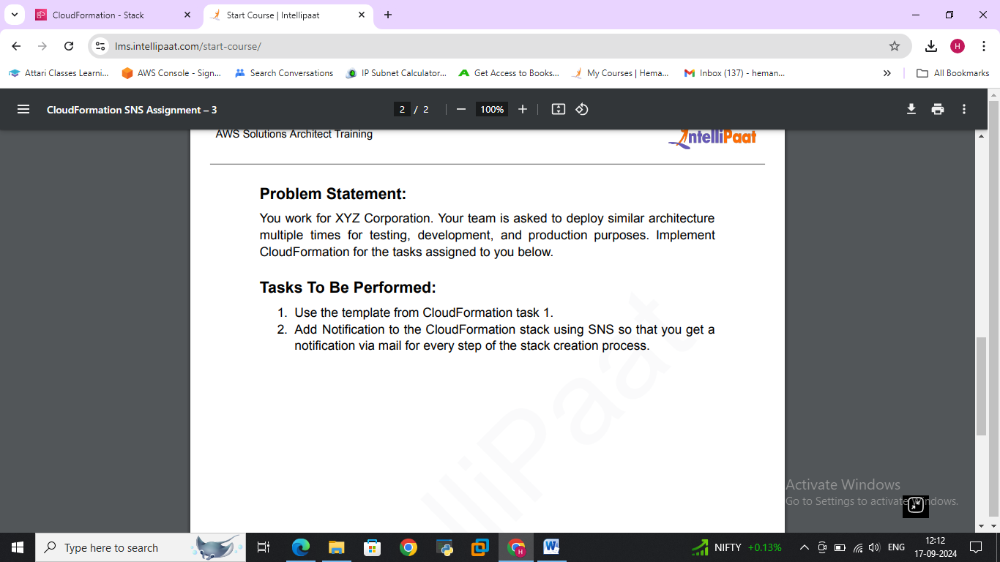 CloudFormation - Stack
Start Course | Intellipaat
lms.intellipaat.com/start-course/
H
Attari Classes Learni...
AWS Console - Sign...
Search Conversations
IP Subnet Calculator...
Get Access to Books...
My Courses | Hema...
Inbox (137) - heman...
All Bookmarks
CloudFormation SNS Assignment – 3
2 / 2
100%
AWS Solutions Architect Training
IntelliPaat
Problem Statement:
You work for XYZ Corporation. Your team is asked to deploy similar architecture
multiple times for testing, development, and production purposes. Implement
CloudFormation for the tasks assigned to you below.
Tasks To Be Performed:
1. Use the template from CloudFormation task 1.
2. Add Notification to the CloudFormation stack using SNS so that you get a
notification via mail for every step of the stack creation process.
lliPaat
Activate Windows
Go to Settings to activate Windows.
Type here to search
H
W
NIFTY +0.13%
ENG
12:12
17-09-2024